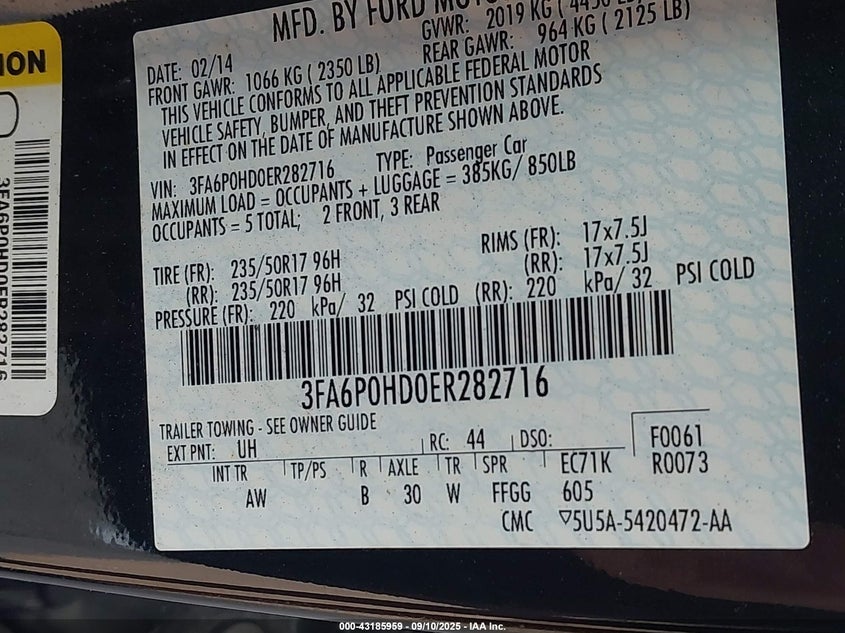 ION
3FA6P0HD0ER282716
MFD. BY FORD MOTO
GVWR: 2019 KG ( 4450 LB)
DATE: 02/14
FRONT GAWR: 1066 KG ( 2350 LB) REAR GAWR: 964 KG ( 2125 LB)
THIS VEHICLE CONFORMS TO ALL APPLICABLE FEDERAL MOTOR
VEHICLE SAFETY, BUMPER, AND THEFT PREVENTION STANDARDS
IN EFFECT ON THE DATE OF MANUFACTURE SHOWN ABOVE.
VIN: 3FA6P0HD0ER282716 TYPE: Passenger Car
MAXIMUM LOAD = OCCUPANTS + LUGGAGE = 385KG/ 850LB
OCCUPANTS = 5 TOTAL; 2 FRONT, 3 REAR
TIRE (FR): 235/50R17 96H RIMS (FR): 17x7.5J
(RR): 235/50R17 96H (RR): 17x7.5J
PRESSURE (FR): 220 kPa/ 32 PSI COLD (RR): 220 kPa/ 32 PSI COLD
3FA6P0HD0ER282716
TRAILER TOWING - SEE OWNER GUIDE
EXT PNT: UH RC: 44 DSO: F0061
INT TR TP/PS R AXLE TR SPR EC71K R0073
AW B 30 W FFGG 605
CMC ▽5U5A-5420472-AA
000-43185959 - 09/10/2025 - IAA Inc.